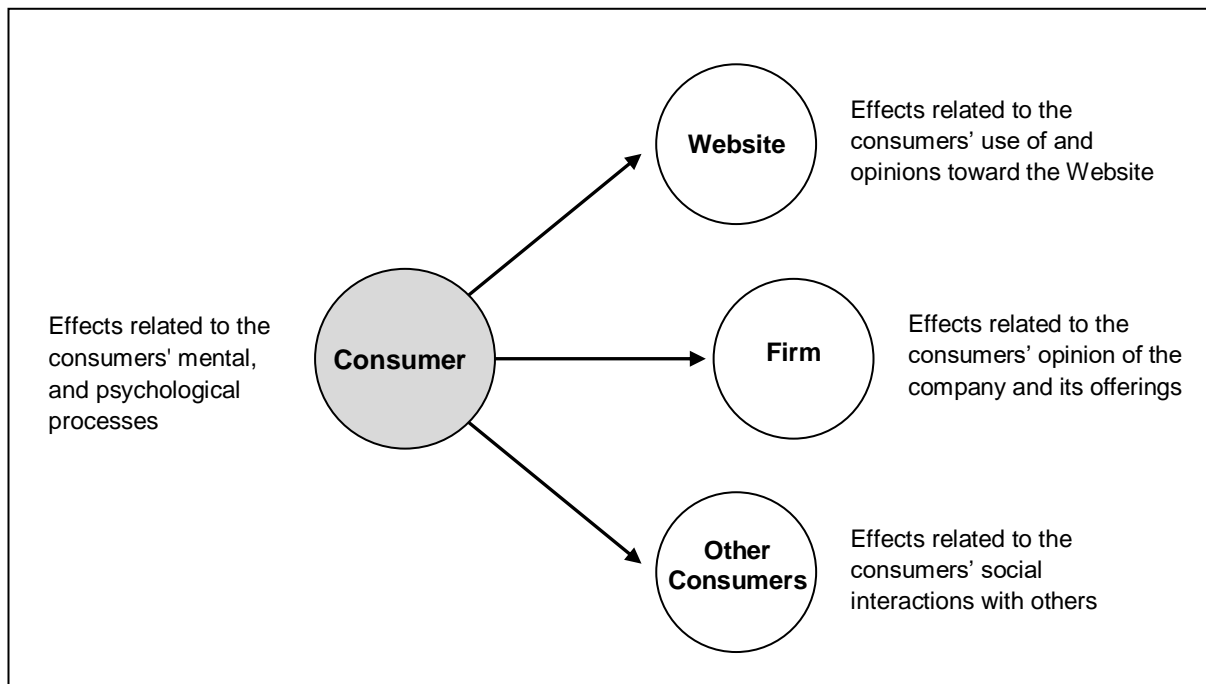 Website
Effects related to the
consumers’ use of and
opinions toward the Website
Effects related to the
consumers' mental,
and psychological
processes
Consumer
Firm
Effects related to the
consumers’ opinion of the
company and its offerings
Other
Consumers
Effects related to the
consumers’ social
interactions with others